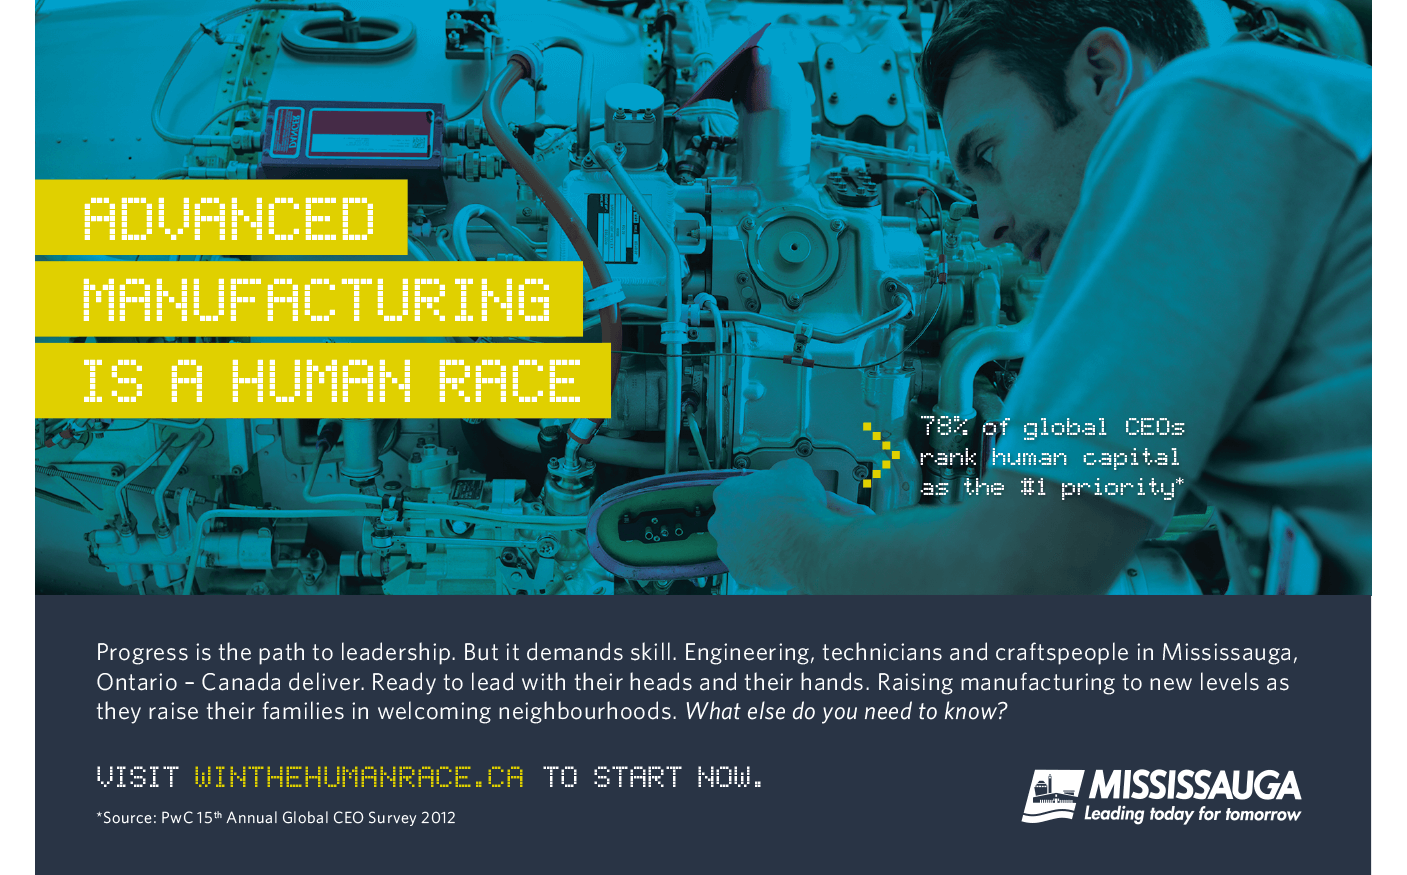 ADVANCED
MANUFACTURING
IS A HUMAN RACE
78% of global CEOs
rank human capital
as the #1 priority*
Progress is the path to leadership. But it demands skill. Engineering, technicians and craftspeople in Mississauga,
Ontario – Canada deliver. Ready to lead with their heads and their hands. Raising manufacturing to new levels as
they raise their families in welcoming neighbourhoods. What else do you need to know?
VISIT WINTHEHUMANRACE.CA TO START NOW.
*Source: PwC 15th Annual Global CEO Survey 2012
MISSISSAUGA
Leading today for tomorrow